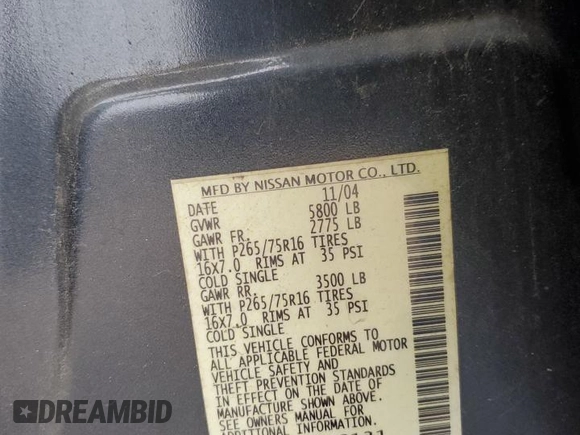 MFD BY NISSAN MOTOR CO., LTD.
DATE 11/04
GVWR 5800 LB
GAWR FR. 2775 LB
WITH P265/75R16 TIRES
16X7.0 RIMS AT 35 PSI
COLD SINGLE
GAWR RR 3500 LB
WITH P265/75R16 TIRES
16X7.0 RIMS AT 35 PSI
COLD SINGLE
THIS VEHICLE CONFORMS TO
ALL APPLICABLE FEDERAL MOTOR
VEHICLE SAFETY AND
THEFT PREVENTION STANDARDS
IN EFFECT ON THE DATE OF
MANUFACTURE SHOWN ABOVE.
SEE OWNERS MANUAL FOR
ADDITIONAL INFORMATION.
DREAMBID